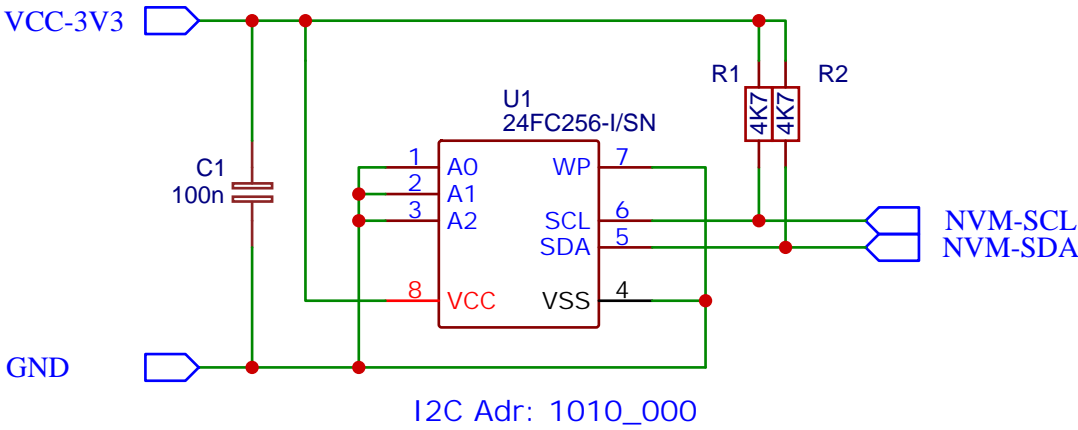 VCC-3V3
R1
R2
4K7
4K7
U1
24FC256-I/SN
C1
100n
1
A0
WP
7
2
A1
3
A2
SCL
6
SDA
5
8
VCC
VSS
4
NVM-SCL
NVM-SDA
GND
I2C Adr: 1010_000